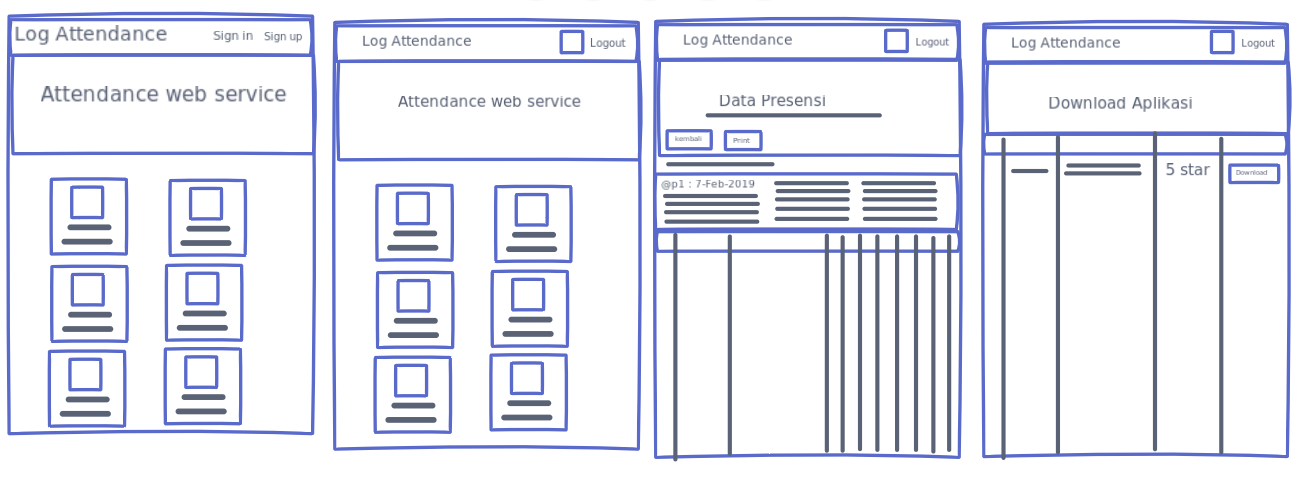 Log Attendance Sign in Sign up
Attendance web service
Log Attendance Logout
Attendance web service
Log Attendance Logout
Data Presensi
kembali Print
@p1 : 7-Feb-2019
Log Attendance Logout
Download Aplikasi
5 star Download